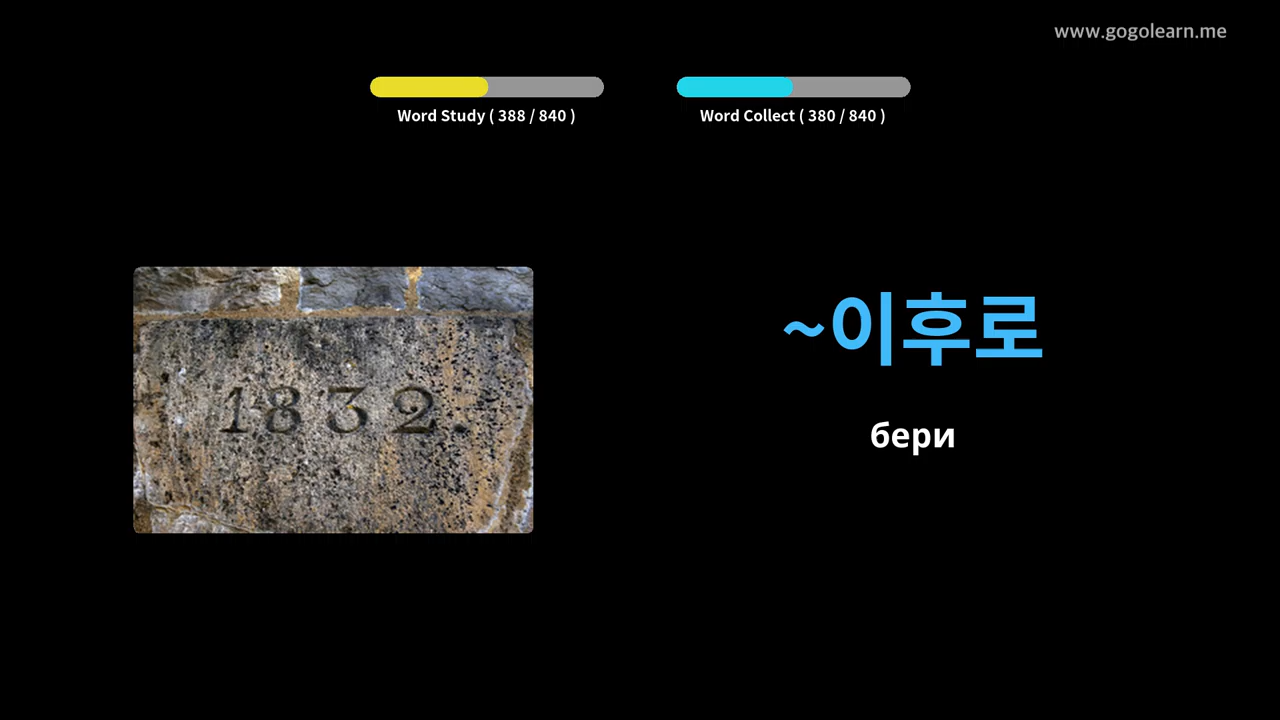 www.gogolearn.me
Word Study ( 388 / 840 )
Word Collect ( 380 / 840 )
~이후로
1832.
бери